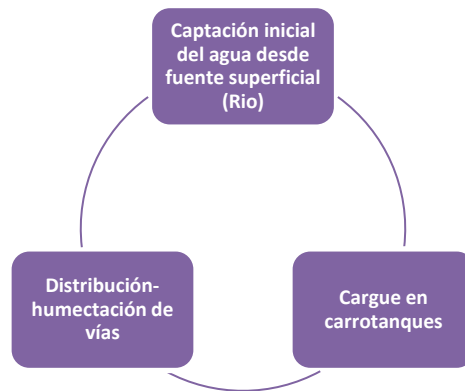 Captación inicial
del agua desde
fuente superficial
(Rio)
Distribución-
humectación de
vías
Cargue en
carrotanques